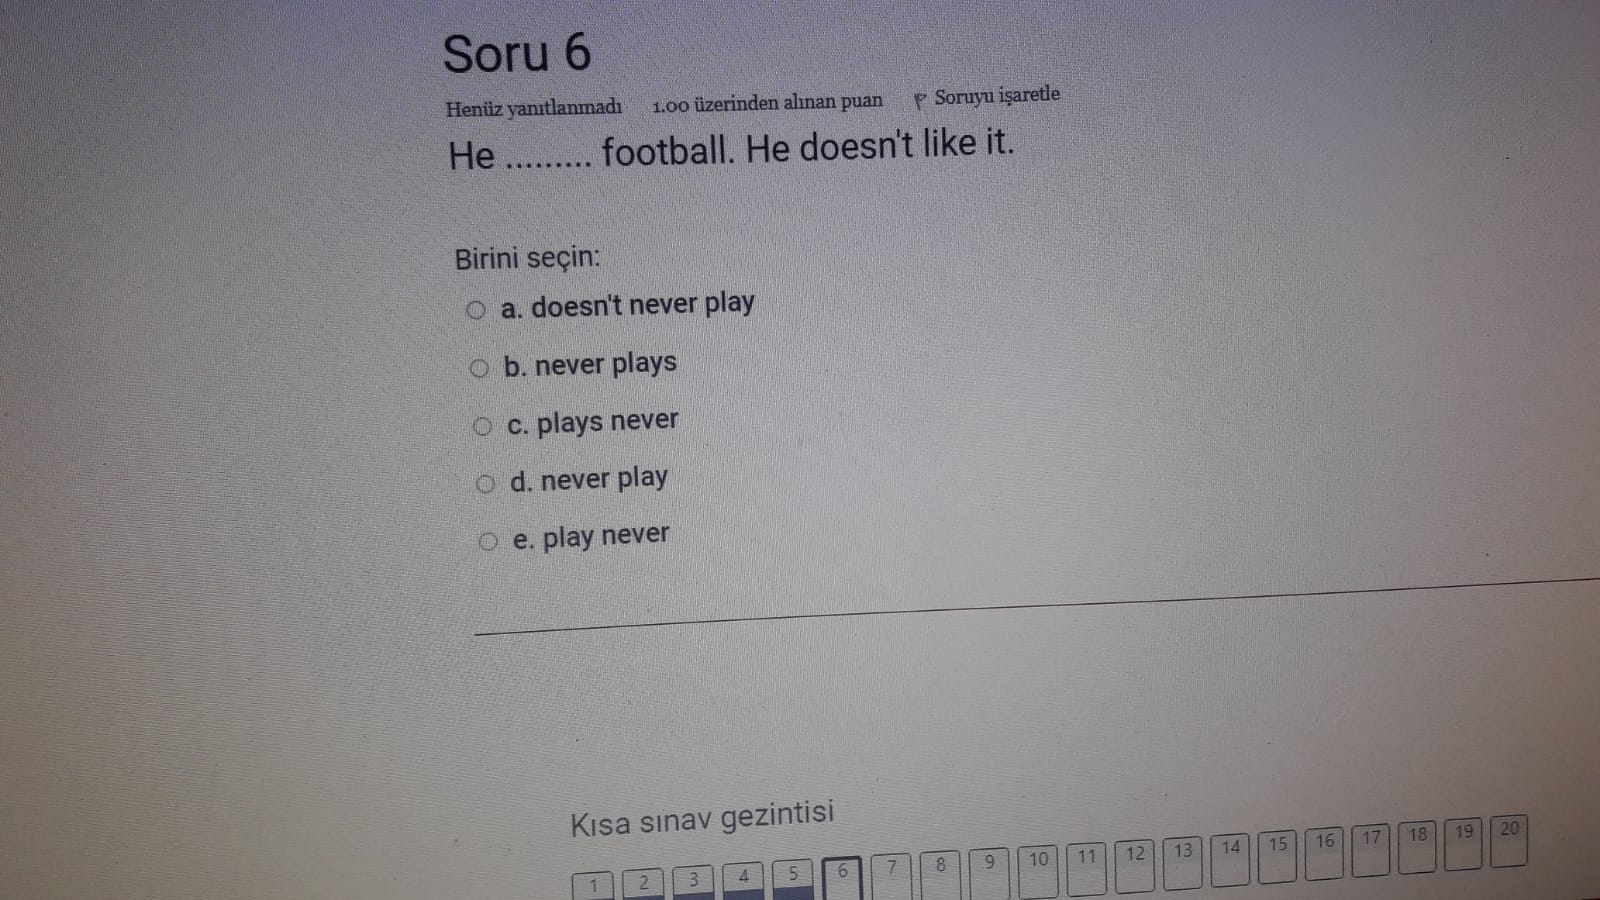 Soru 6
Henüz yanıtlanmadı 1.00 üzerinden alınan puan Soruyu işaretle
He ......... football. He doesn't like it.
Birini seçin:
a. doesn't never play
b. never plays
c. plays never
d. never play
e. play never
Kısa sınav gezintisi
1 2 3 4 5 6 7 8 9 10 11 12 13 14 15 16 17 18 19 20